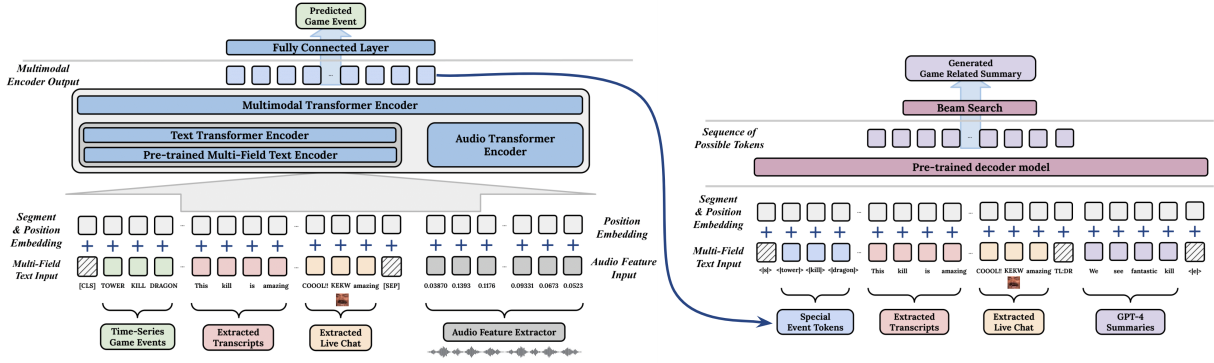 Predicted
Game Event
Fully Connected Layer
Multimodal
Encoder Output
...
Multimodal Transformer Encoder
Text Transformer Encoder
Pre-trained Multi-Field Text Encoder
Audio Transformer
Encoder
Segment
& Position
Embedding
... ... ...
Position
Embedding
+ + + + + + + + + + + + + + + +
Multi-Field
Text Input
... ... ...
Audio Feature
Input
[CLS] TOWER KILL DRAGON This kill is amazing COOOL!! KEKW amazing [SEP] 0.03870 0.1393 0.1176 0.09331 0.0673 0.0523
Time-Series
Game Events
Extracted
Transcripts
Extracted
Live Chat
Audio Feature Extractor
Generated
Game Related Summary
Beam Search
Sequence of
Possible Tokens
...
Pre-trained decoder model
Segment
& Position
Embedding
... ...
+ + + + + + + + + + + + + + + + +
Multi-Field
Text Input
... ...
<|s|> <|tower|> <|kill|> <|dragon|> This kill is amazing COOOL! KEKW amazing TL:DR We see fantastic kill <|e|>
Special
Event Tokens
Extracted
Transcripts
Extracted
Live Chat
GPT-4
Summaries